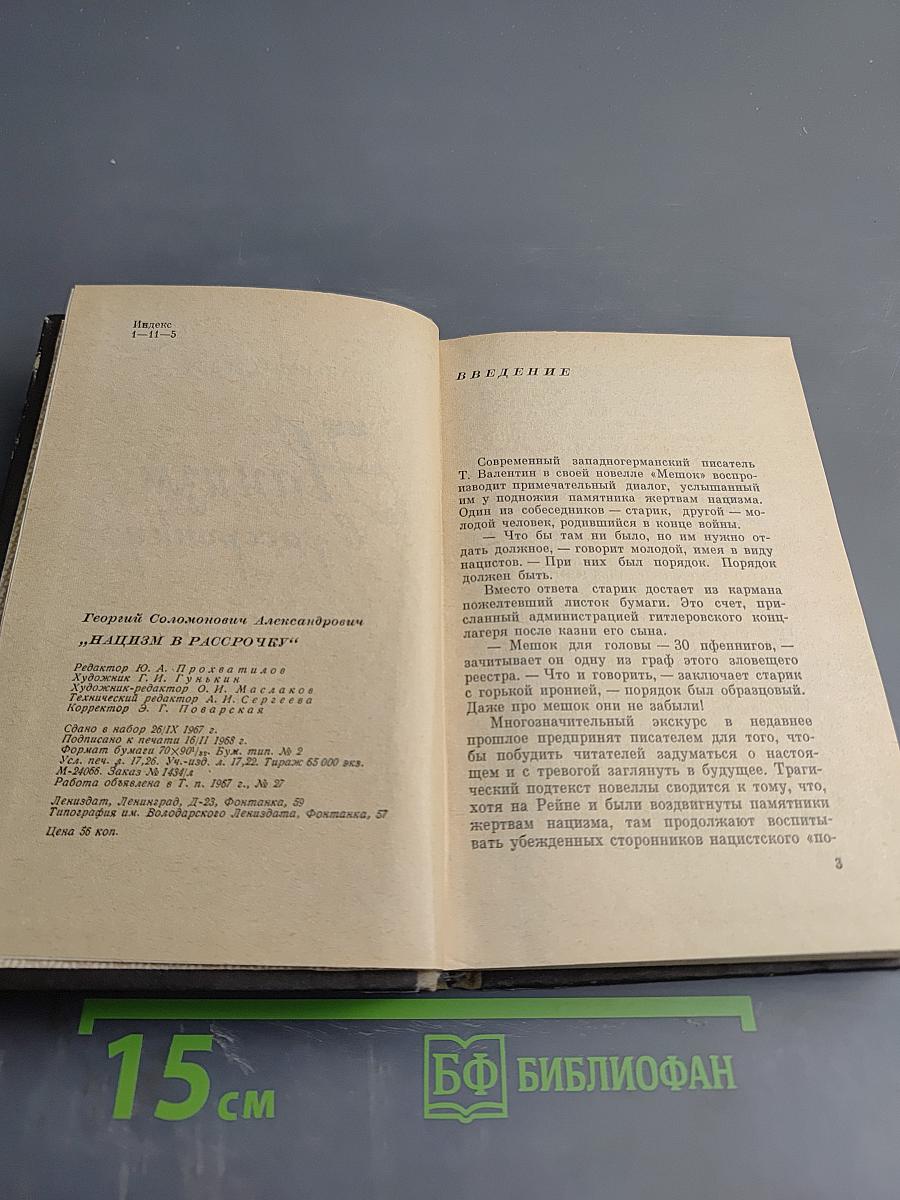 Индекс
1—11—5
Георгий Соломонович Александрович
„НАЦИЗМ В РАССРОЧКУ“
Редактор Ю. А. Прохватилов
Художник Г. И. Гунькин
Художник-редактор О. И. Маслаков
Технический редактор А. И. Сергеева
Корректор Э. Г. Поварская
Сдано в набор 26/IX 1967 г.
Подписано к печати 16/II 1968 г.
Формат бумаги 70×90¹/₃₂. Бум. тип. № 2
Усл. печ. л. 17,26. Уч.-изд. л. 17,22. Тираж 65 000 экз.
М-24066. Заказ № 1434/л
Работа объявлена в Т. п. 1967 г., № 27
Лениздат, Ленинград, Д-23, Фонтанка, 59
Типография им. Володарского Лениздата, Фонтанка, 57
Цена 56 коп.
ВВЕДЕНИЕ
Современный западногерманский писатель
Т. Валентин в своей новелле «Мешок» воспро-
изводит примечательный диалог, услышанный
им у подножия памятника жертвам нацизма.
Один из собеседников — старик, другой — мо-
лодой человек, родившийся в конце войны.
— Что бы там ни было, но им нужно от-
дать должное, — говорит молодой, имея в виду
нацистов. — При них был порядок. Порядок
должен быть.
Вместо ответа старик достает из кармана
пожелтевший листок бумаги. Это счет, при-
сланный администрацией гитлеровского конц-
лагеря после казни его сына.
— Мешок для головы — 30 пфеннигов, —
зачитывает он одну из граф этого зловещего
реестра. — Что и говорить, — заключает старик
с горькой иронией, — порядок был образцовый.
Даже про мешок они не забыли!
Многозначительный экскурс в недавнее
прошлое предпринят писателем для того, что-
бы побудить читателей задуматься о настоя-
щем и с тревогой заглянуть в будущее. Траги-
ческий подтекст новеллы сводится к тому, что,
хотя на Рейне и были воздвигнуты памятники
жертвам нацизма, там продолжают воспиты-
вать убежденных сторонников нацистского «по-
3
15 см
БФ БИБЛИОФАН